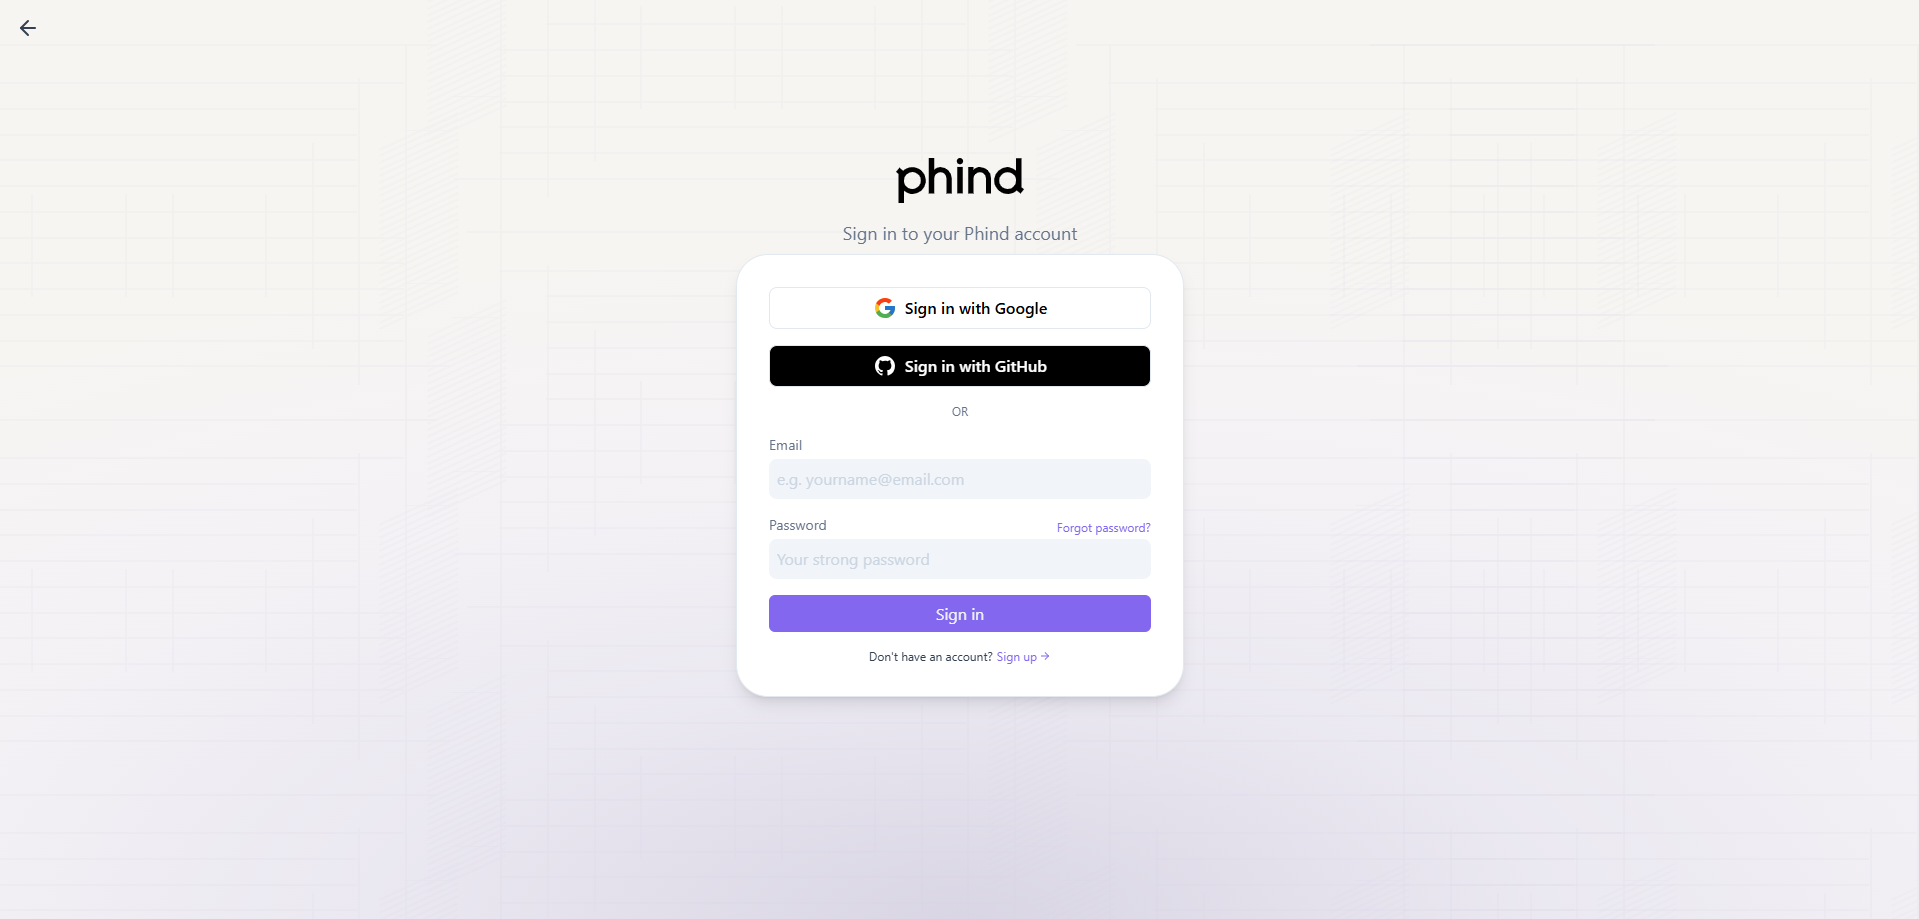 phind
Sign in to your Phind account
Sign in with Google
Sign in with GitHub
OR
Email
e.g. yourname@email.com
Password Forgot password?
Your strong password
Sign in
Don't have an account? Sign up →